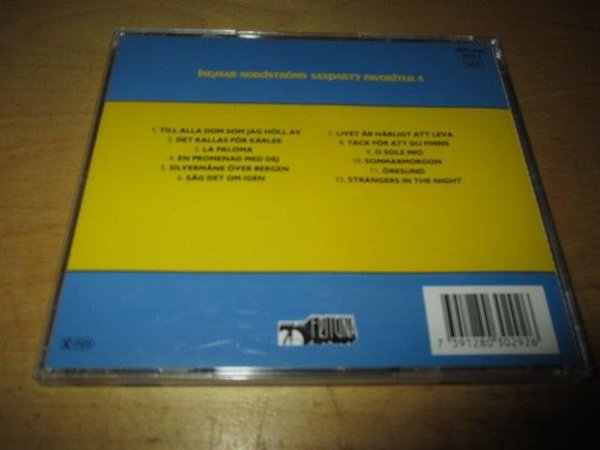 INGMAR NORDSTRÖMS SAXPARTY FAVORITER 4
1. TILL ALLA DOM SOM JAG HÖLL AV
2. DET KALLAS FÖR KÄRLEK
3. LA PALOMA
4. EN PROMENAD MED DEJ
5. SILVERMÅNE ÖVER BERGEN
6. SÄG DET OM IGEN
7. LIVET ÄR HÄRLIGT ATT LEVA
8. TACK FÖR ATT DU FINNS
9. O SOLE MIO
10. SOMMARMORGON
11. ÖRESUND
12. STRANGERS IN THE NIGHT
7 391280 302926